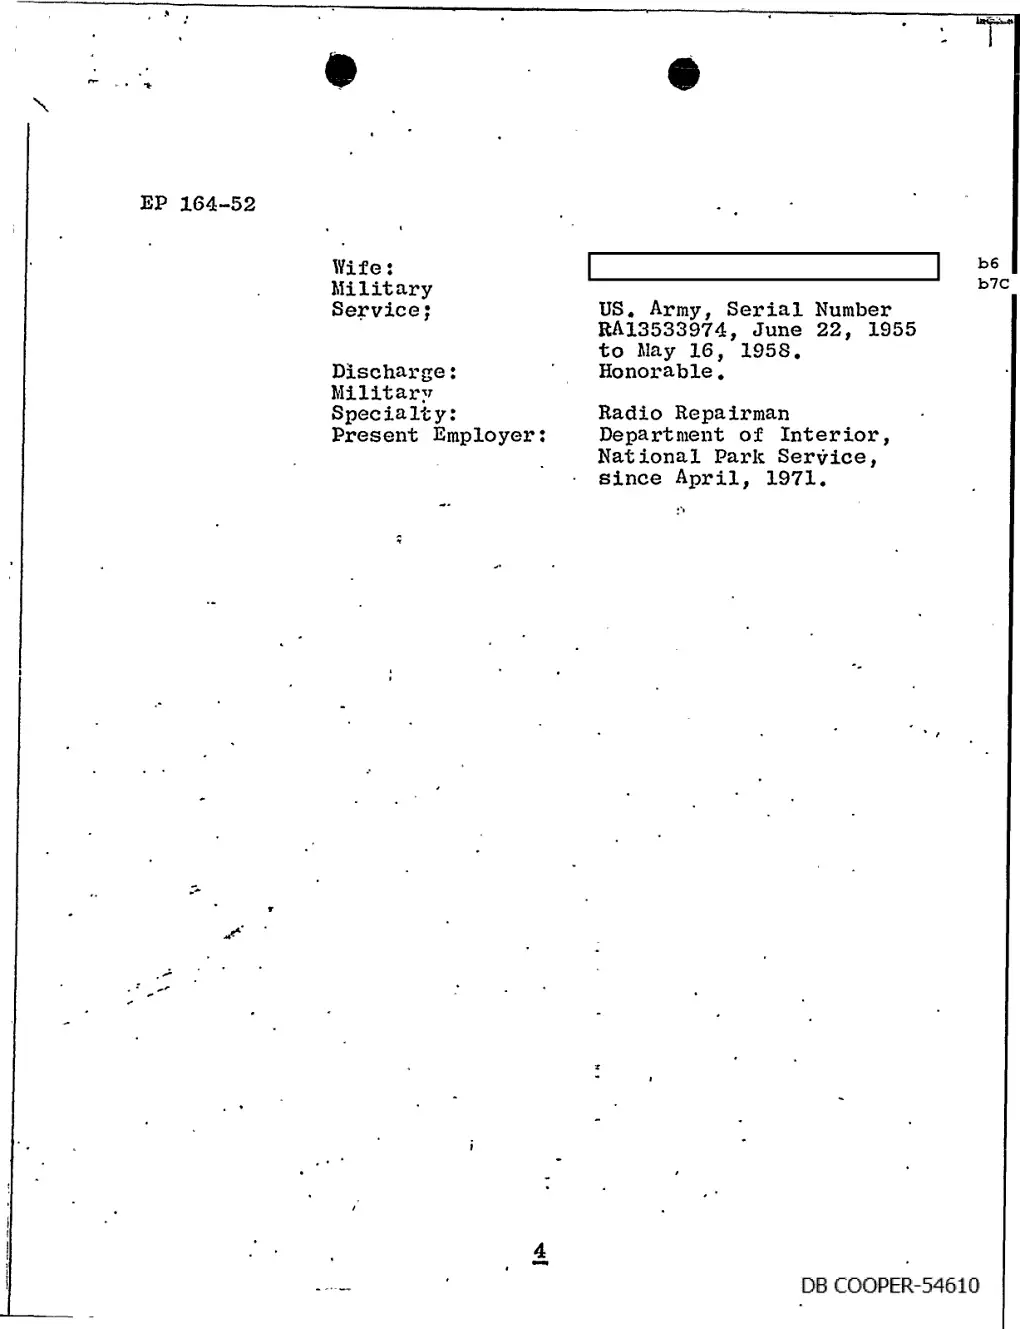 EP 164-52
Wife:
b6
b7C
Military
Service;
US. Army, Serial Number
RA13533974, June 22, 1955
to May 16, 1958.
Discharge:
Honorable.
Military
Specialty:
Radio Repairman
Present Employer:
Department of Interior,
National Park Service,
since April, 1971.
4
DB COOPER-54610